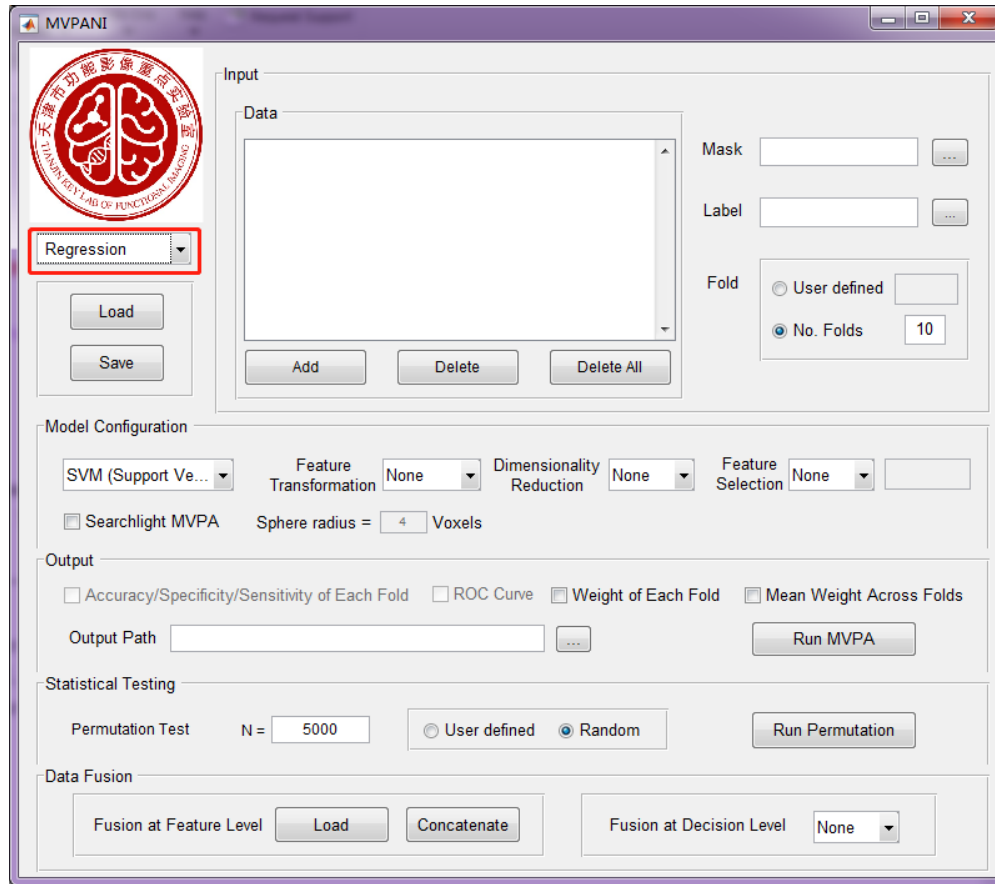 MVPANI
天津市功能影像重点实验室
TIANJIN KEY LAB OF FUNCTIONAL IMAGING
Regression
Load
Save
Input
Data
Add
Delete
Delete All
Mask
...
Label
...
Fold
User defined
No. Folds
10
Model Configuration
SVM (Support Ve...
Feature Transformation
None
Dimensionality Reduction
None
Feature Selection
None
Searchlight MVPA
Sphere radius =
4
Voxels
Output
Accuracy/Specificity/Sensitivity of Each Fold
ROC Curve
Weight of Each Fold
Mean Weight Across Folds
Output Path
...
Run MVPA
Statistical Testing
Permutation Test
N =
5000
User defined
Random
Run Permutation
Data Fusion
Fusion at Feature Level
Load
Concatenate
Fusion at Decision Level
None